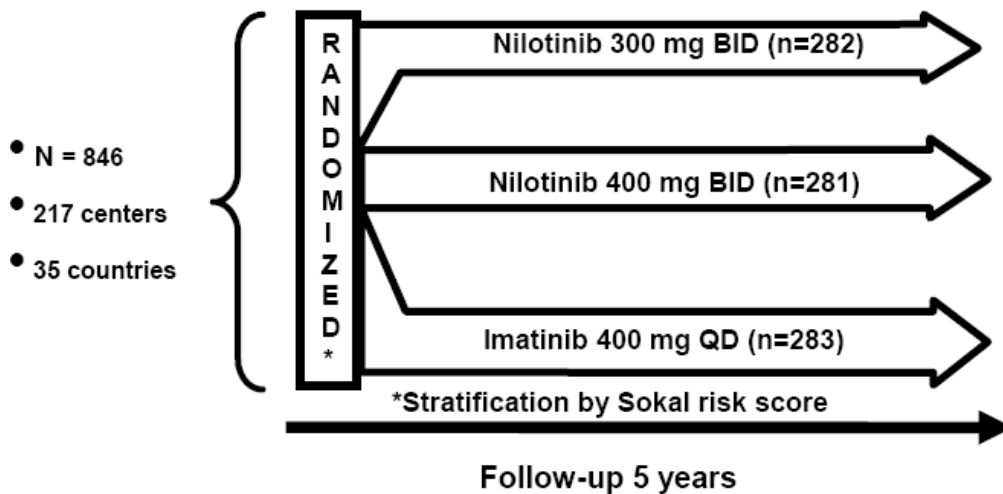 • N = 846
• 217 centers
• 35 countries
RANDOMIZED*
Nilotinib 300 mg BID (n=282)
Nilotinib 400 mg BID (n=281)
Imatinib 400 mg QD (n=283)
*Stratification by Sokal risk score
Follow-up 5 years